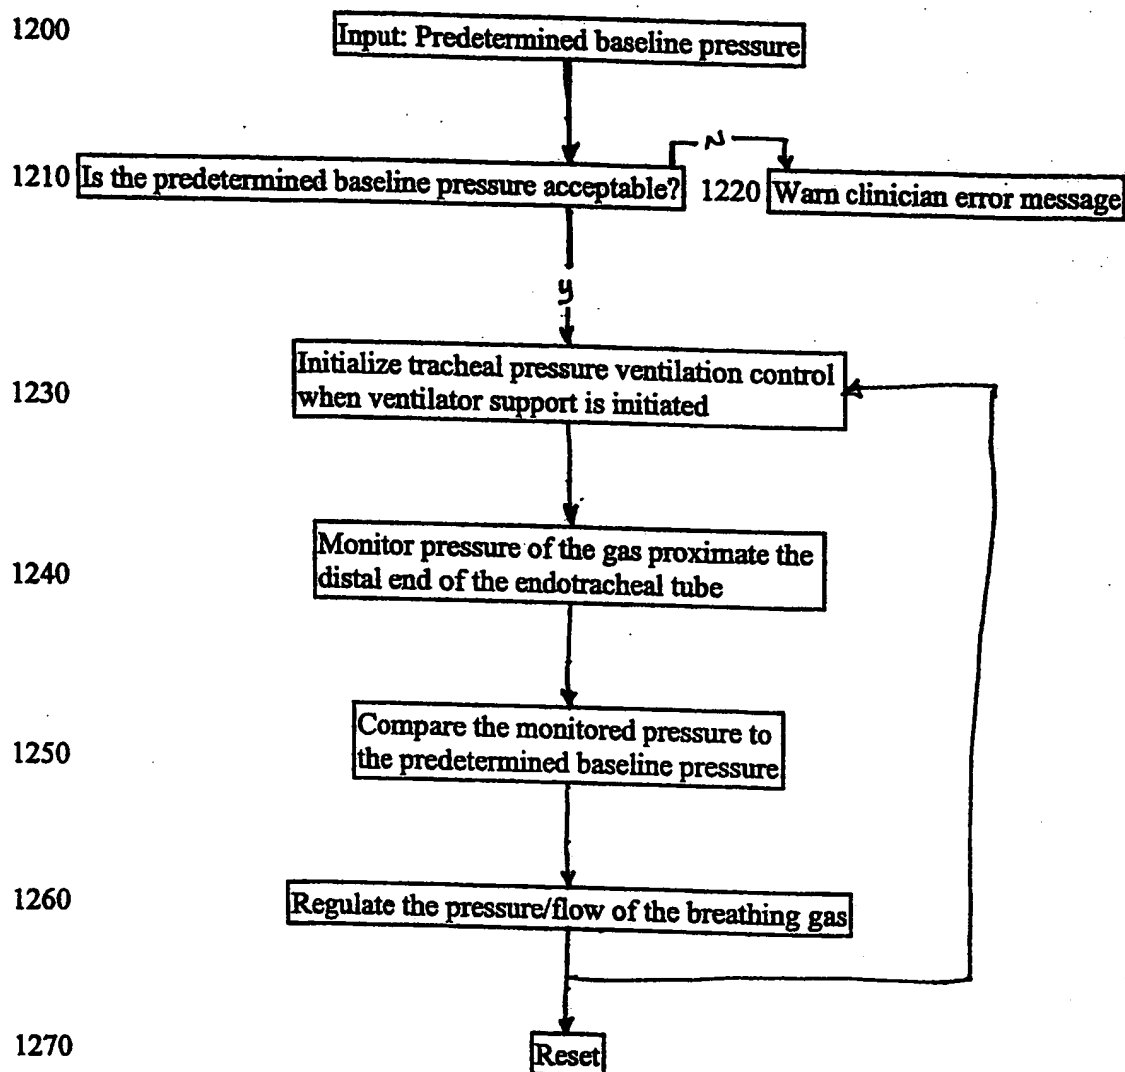 1200
Input: Predetermined baseline pressure
N
1210 Is the predetermined baseline pressure acceptable? 1220 Warn clinician error message
y
Initialize tracheal pressure ventilation control
1230
when ventilator support is initiated
Monitor pressure of the gas proximate the
1240
distal end of the endotracheal tube
Compare the monitored pressure to
1250
the predetermined baseline pressure
1260
Regulate the pressure/flow of the breathing gas
1270
Reset